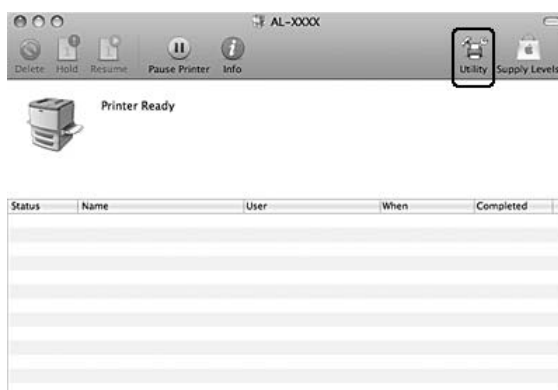 AL-XXXX
Delete Hold Resume Pause Printer Info Utility Supply Levels
Printer Ready
Status Name User When Completed